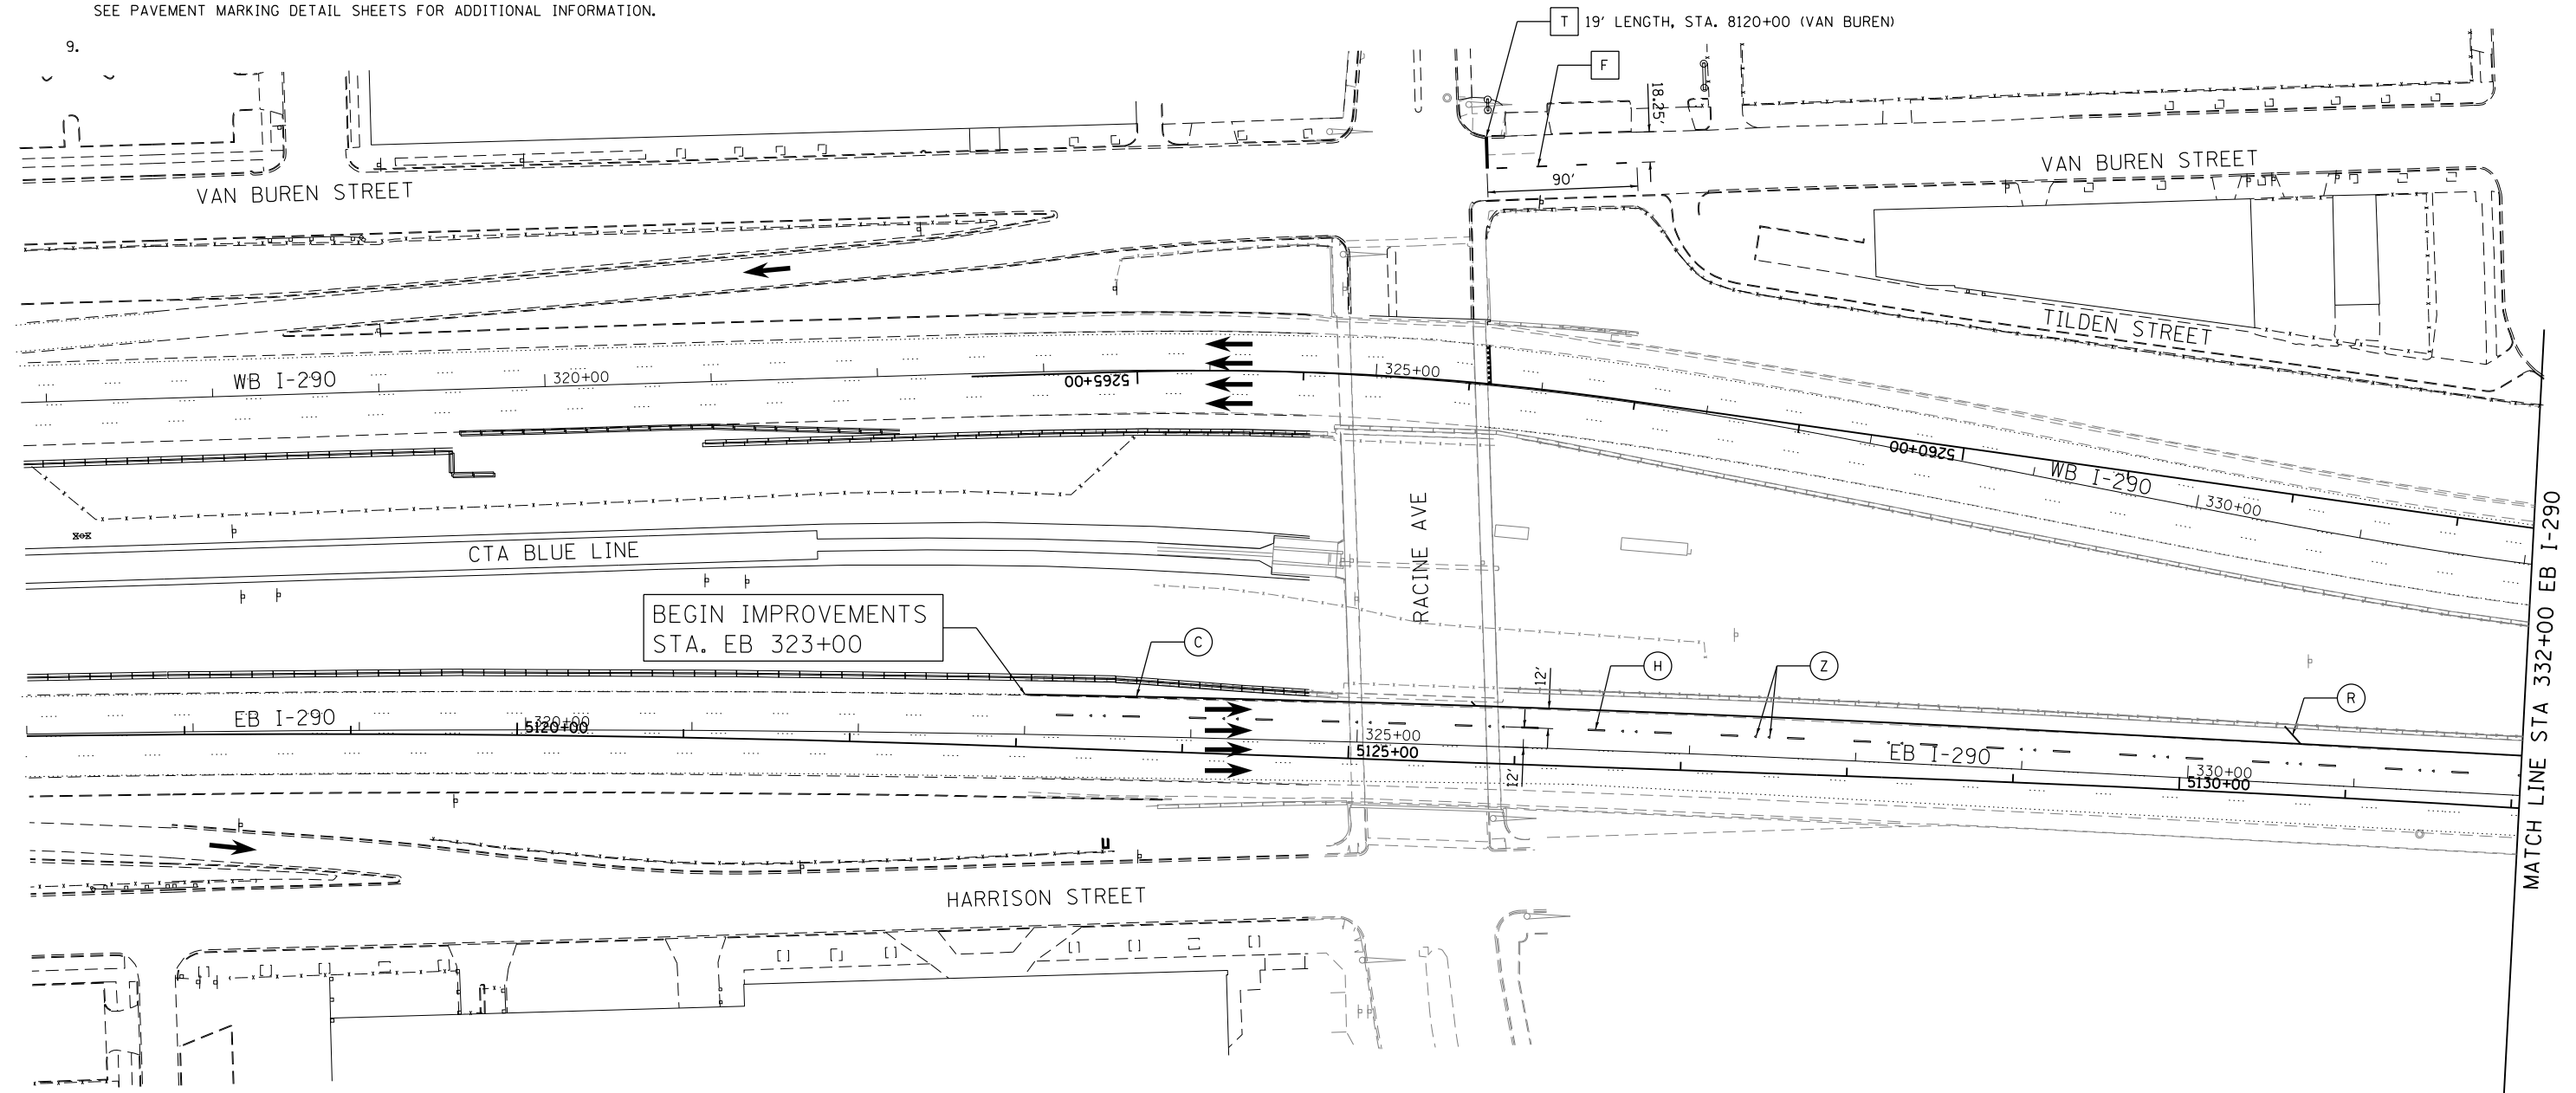 SEE PAVEMENT MARKING DETAIL SHEETS FOR ADDITIONAL INFORMATION.
9.
T 19' LENGTH, STA. 8120+00 (VAN BUREN)
F
18.25'
90'
VAN BUREN STREET
VAN BUREN STREET
TILDEN STREET
WB I-290
320+00
5265+00
325+00
5260+00
WB I-290
330+00
CTA BLUE LINE
RACINE AVE
BEGIN IMPROVEMENTS
STA. EB 323+00
C
12'
H
Z
R
EB I-290
320+00
5120+00
325+00
5125+00
12'
EB I-290
330+00
5130+00
MATCH LINE STA 332+00 EB I-290
HARRISON STREET